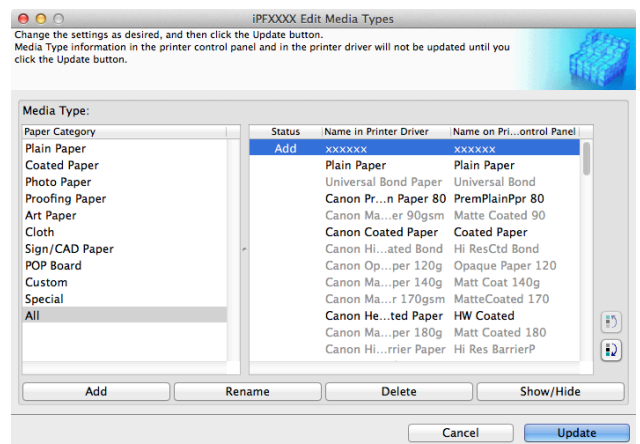 iPFXXXX Edit Media Types
Change the settings as desired, and then click the Update button.
Media Type information in the printer control panel and in the printer driver will not be updated until you
click the Update button.
Media Type:
Paper Category Status Name in Printer Driver Name on Pri...ontrol Panel
Plain Paper Add xxxxxx xxxxxx
Coated Paper Plain Paper Plain Paper
Photo Paper Universal Bond Paper Universal Bond
Proofing Paper Canon Pr...n Paper 80 PremPlainPpr 80
Art Paper Canon Ma...er 90gsm Matte Coated 90
Cloth Canon Coated Paper Coated Paper
Sign/CAD Paper Canon Hi...ated Bond Hi ResCtd Bond
POP Board Canon Op...per 120g Opaque Paper 120
Custom Canon Ma...per 140g Matt Coat 140g
Special Canon Ma...r 170gsm MatteCoated 170
All Canon He...ted Paper HW Coated
Canon Ma...per 180g Matt Coated 180
Canon Hi...rrier Paper Hi Res BarrierP
Add Rename Delete Show/Hide
Cancel Update